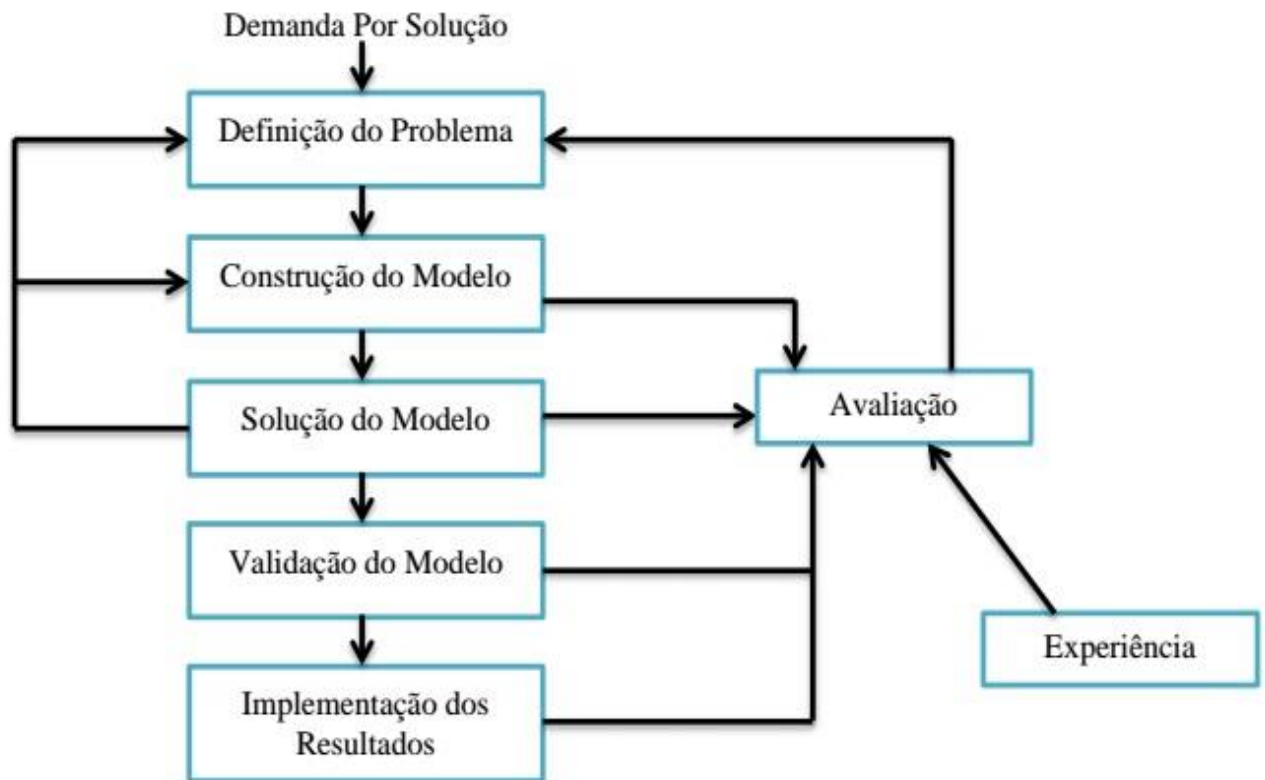 Demanda Por Solução
Definição do Problema
Construção do Modelo
Solução do Modelo
Avaliação
Validação do Modelo
Experiência
Implementação dos
Resultados